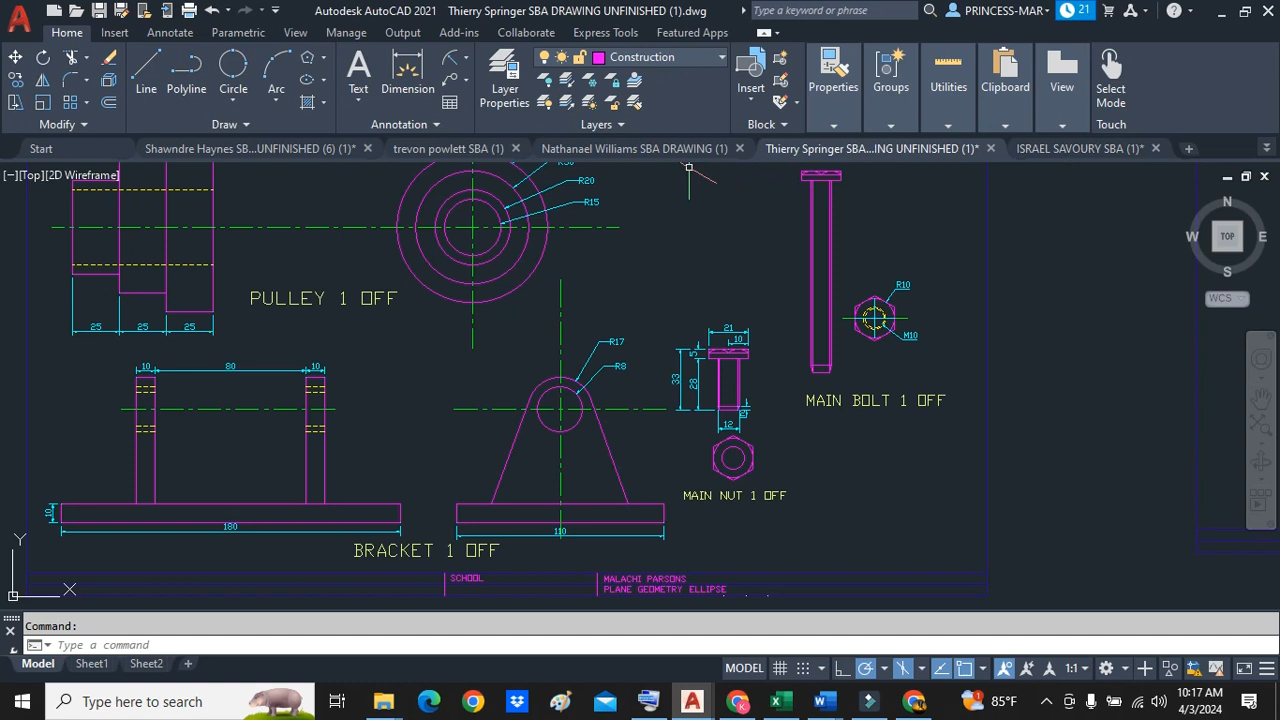 Autodesk AutoCAD 2021 Thierry Springer SBA DRAWING UNFINISHED (1).dwg
Type a keyword or phrase
PRINCESS-MAR
21
Home Insert Annotate Parametric View Manage Output Add-ins Collaborate Express Tools Featured Apps
Line Polyline Circle Arc
Text Dimension
Layer
Properties
Construction
Insert
Properties Groups Utilities Clipboard View
Select
Mode
Modify Draw Annotation Layers Block Touch
Start Shawndre Haynes SB...UNFINISHED (6) (1)* trevon powlett SBA (1) Nathanael Williams SBA DRAWING (1) Thierry Springer SBA...ING UNFINISHED (1)* ISRAEL SAVOURY SBA (1)*
[-][Top][2D Wireframe]
N
W TOP E
S
WCS
R20
R15
PULLEY 1 OFF
25 25 25
R10
M10
MAIN BOLT 1 OFF
10 80 10
10
180
R17
R8
110
BRACKET 1 OFF
21
10
5
33
28
12
MAIN NUT 1 OFF
SCHOOL
MALACHI PARSONS
PLANE GEOMETRY ELLIPSE
Y
X
Command:
Type a command
Model Sheet1 Sheet2
MODEL
1:1
Type here to search
85°F
10:17 AM
4/3/2024